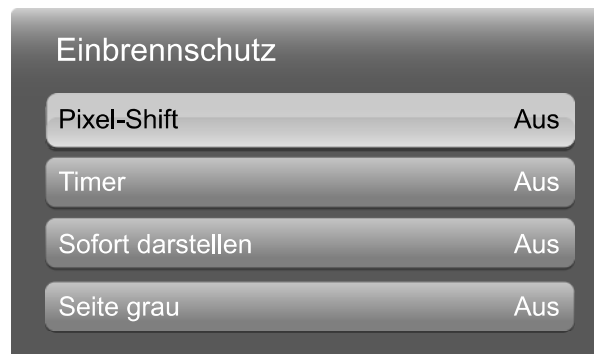 Einbrennschutz
Pixel-Shift Aus
Timer Aus
Sofort darstellen Aus
Seite grau Aus